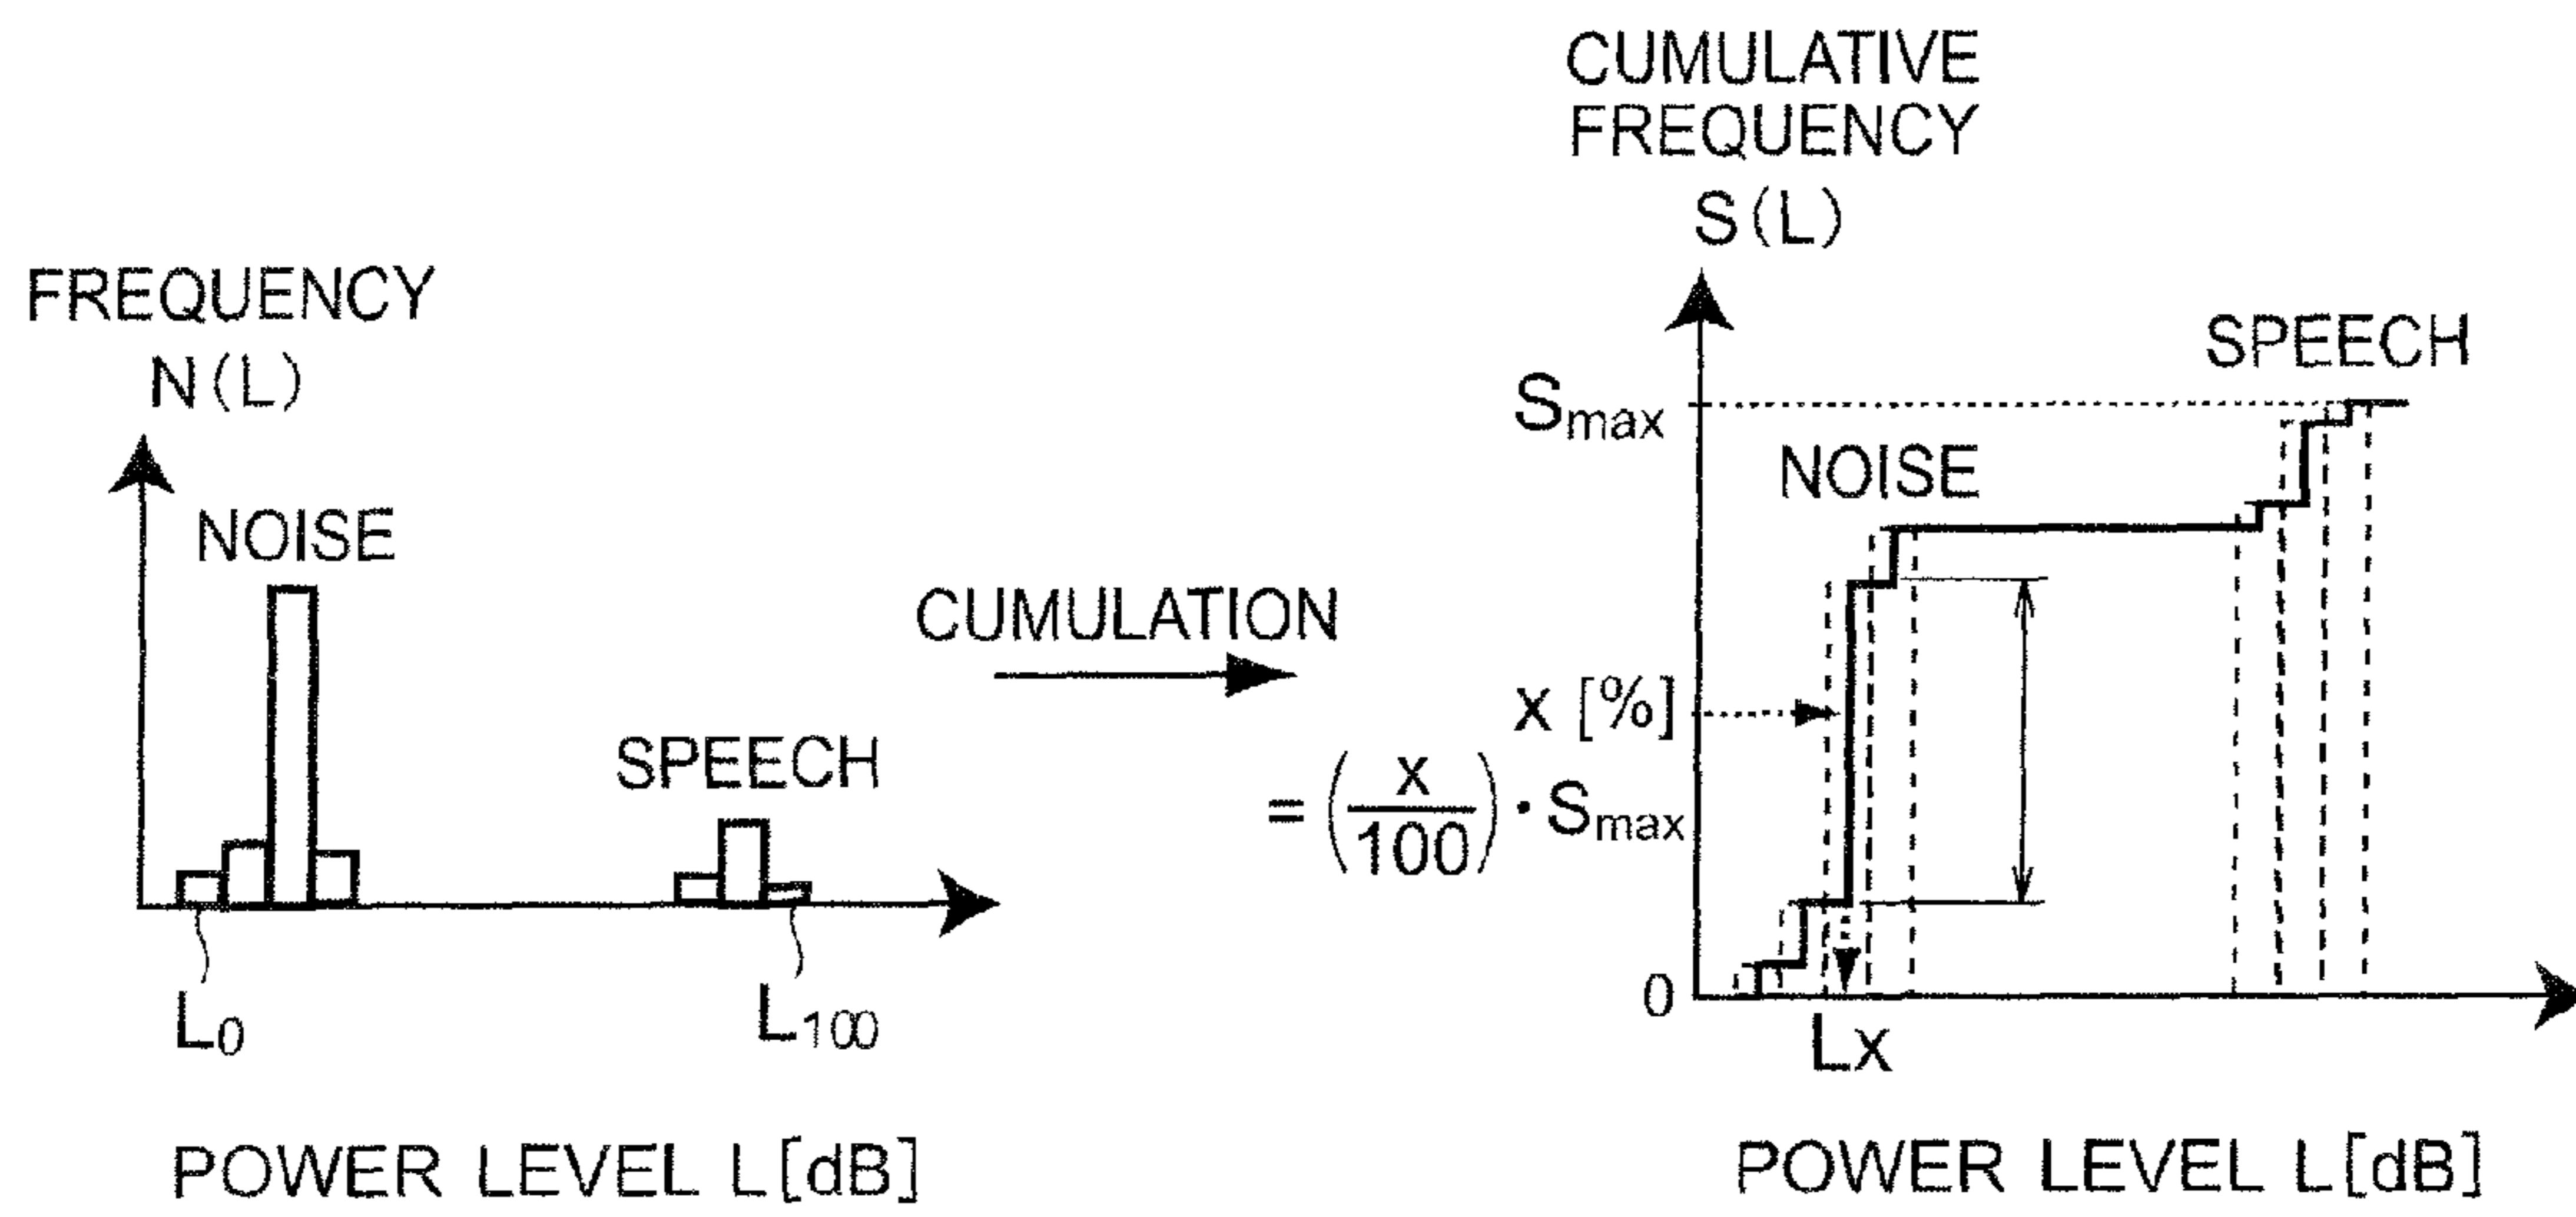 FREQUENCY
N(L)
NOISE
SPEECH
L0
L100
POWER LEVEL L[dB]
CUMULATION
CUMULATIVE
FREQUENCY
S(L)
SPEECH
Smax
NOISE
x [%]
= (x/100)・Smax
0
Lx
POWER LEVEL L[dB]